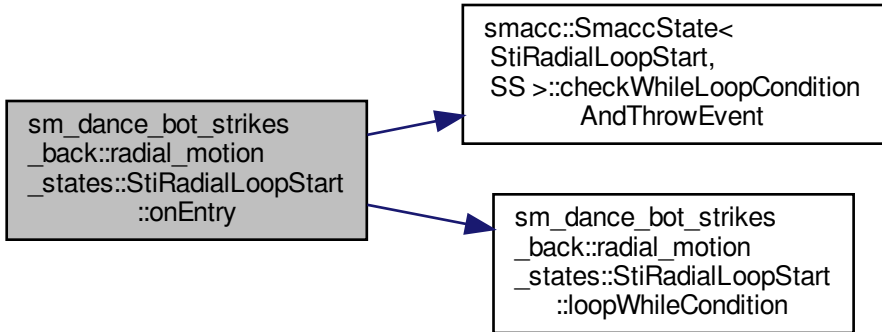 sm_dance_bot_strikes
_back::radial_motion
_states::StiRadialLoopStart
::onEntry
smacc::SmaccState<
StiRadialLoopStart,
SS >::checkWhileLoopCondition
AndThrowEvent
sm_dance_bot_strikes
_back::radial_motion
_states::StiRadialLoopStart
::loopWhileCondition